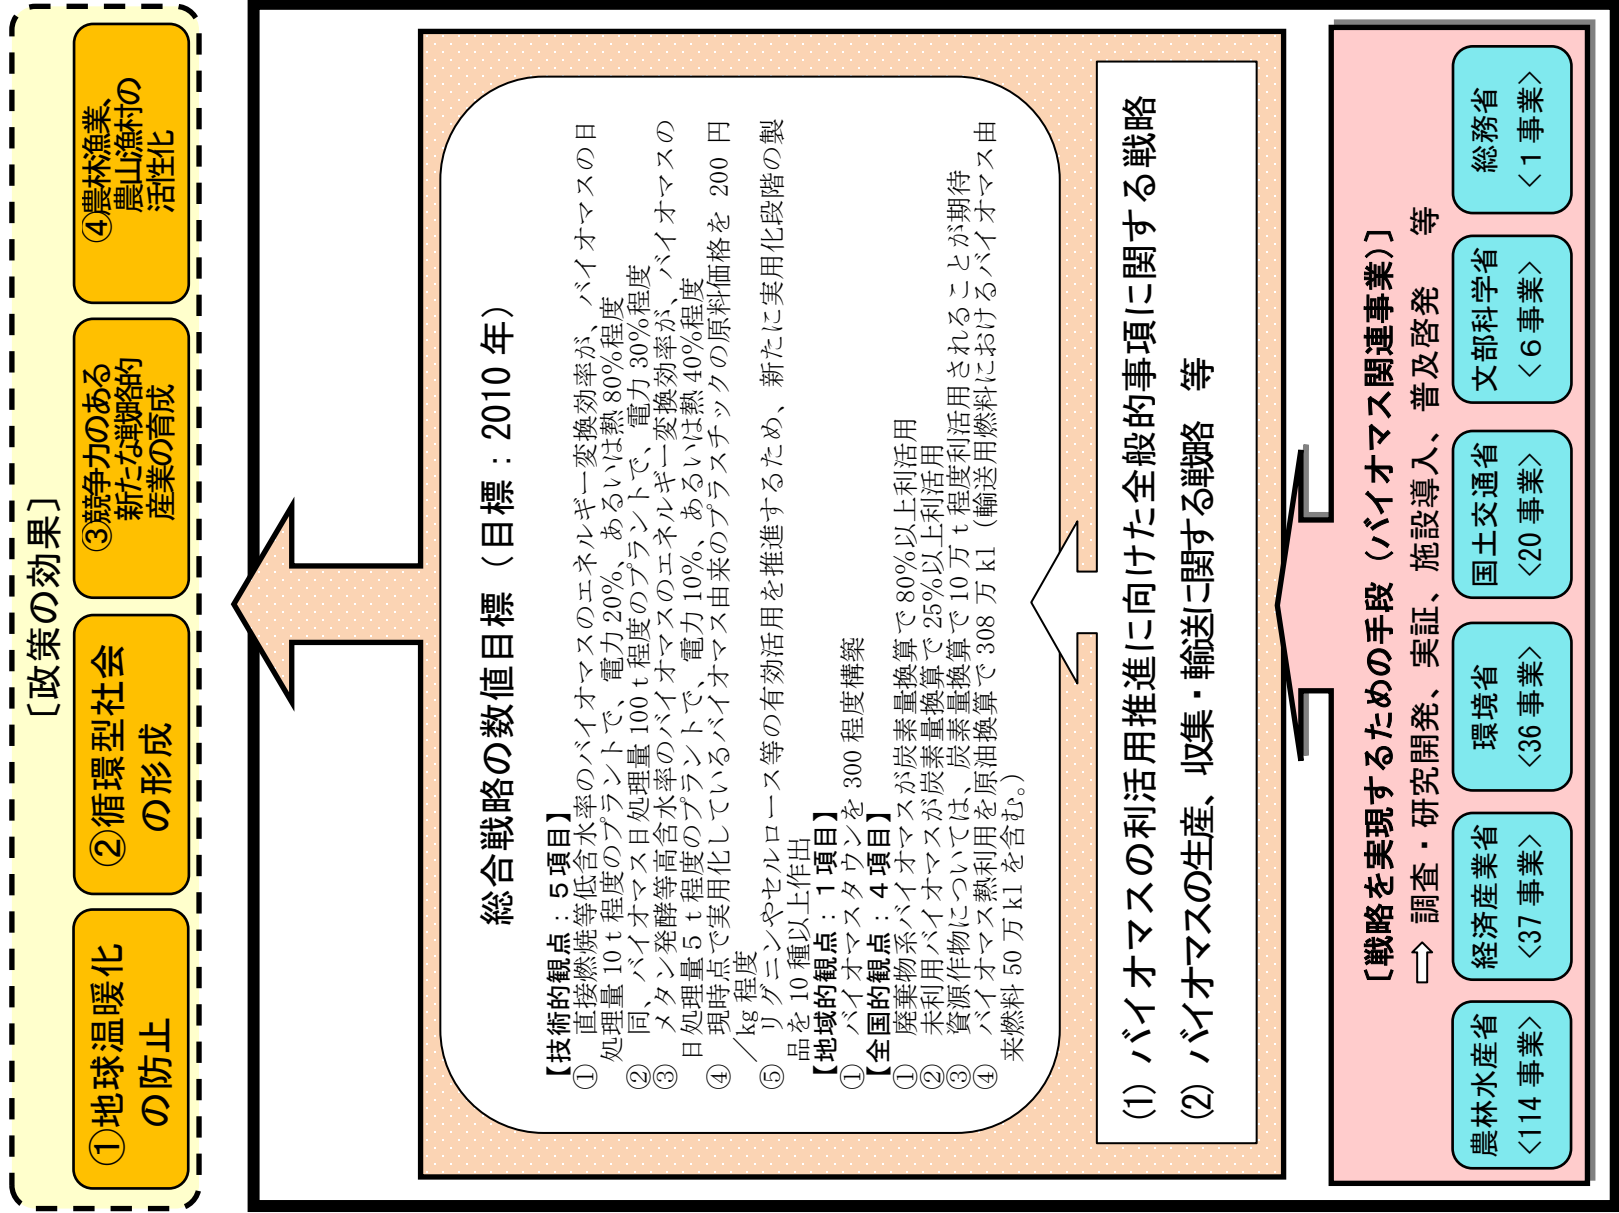 ［政策の効果］
①地球温暖化
の防止
②循環型社会
の形成
③競争力のある
新たな戦略的
産業の育成
④農林漁業、
農山漁村の
活性化
総合戦略の数値目標（目標：2010年）
【技術的観点：５項目】
① 直接燃焼等低含水率のバイオマスのエネルギー変換効率が、バイオマスの日
処理量10ｔ程度のプラントで、電力20%、あるいは熱80%程度
② 同、バイオマス日処理量100ｔ程度のプラントで、電力30%程度
③ メタン発酵等高含水率のバイオマスのエネルギー変換効率が、バイオマスの
日処理量５ｔ程度のプラントで、電力10%、あるいは熱40%程度
④ 現時点で実用化しているバイオマス由来のプラスチックの原料価格を200円
／kg程度
⑤ リグニンやセルロース等の有効活用を推進するため、新たに実用化段階の製
品を10種以上作出
【地域的観点：１項目】
① バイオマスタウンを300程度構築
【全国的観点：４項目】
① 廃棄物系バイオマスが炭素量換算で80%以上利活用
② 未利用バイオマスが炭素量換算で25%以上利活用
③ 資源作物については、炭素量換算で10万ｔ程度利活用されることが期待
④ バイオマス熱利用を原油換算で308万kl（輸送用燃料におけるバイオマス由
来燃料50万klを含む。）
(1) バイオマスの利活用推進に向けた全般的事項に関する戦略
(2) バイオマスの生産、収集・輸送に関する戦略 等
［戦略を実現するための手段（バイオマス関連事業）］
⇨ 調査・研究開発、実証、施設導入、普及啓発 等
農林水産省
<114事業>
経済産業省
<37事業>
環境省
<36事業>
国土交通省
<20事業>
文部科学省
<６事業>
総務省
<１事業>